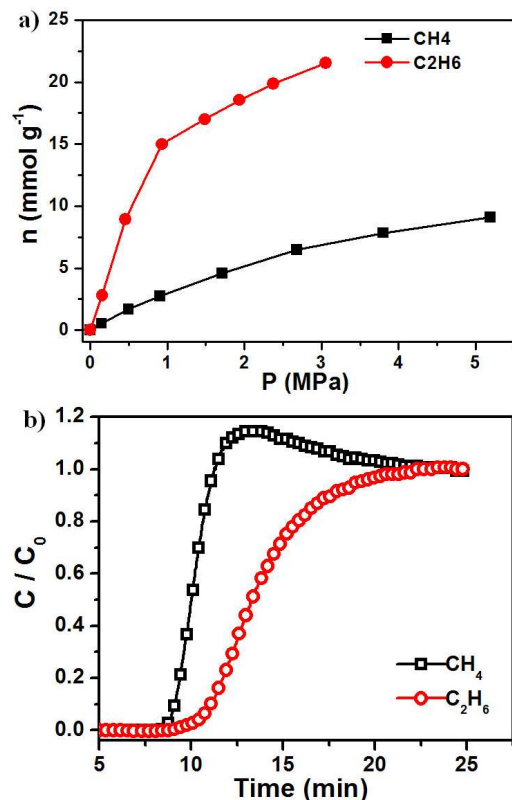 a)
CH4
C2H6
n (mmol g⁻¹)
25
20
15
10
5
0
0 1 2 3 4 5
P (MPa)
b)
C / C₀
1.2
1.0
0.8
0.6
0.4
0.2
0.0
CH₄
C₂H₆
5 10 15 20 25
Time (min)